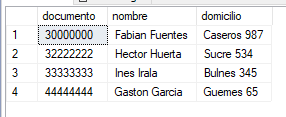 documento nombre domicilio
1 30000000 Fabian Fuentes Caseros 987
2 32222222 Hector Huerta Sucre 534
3 33333333 Ines Irala Bulnes 345
4 44444444 Gaston Garcia Guemes 65